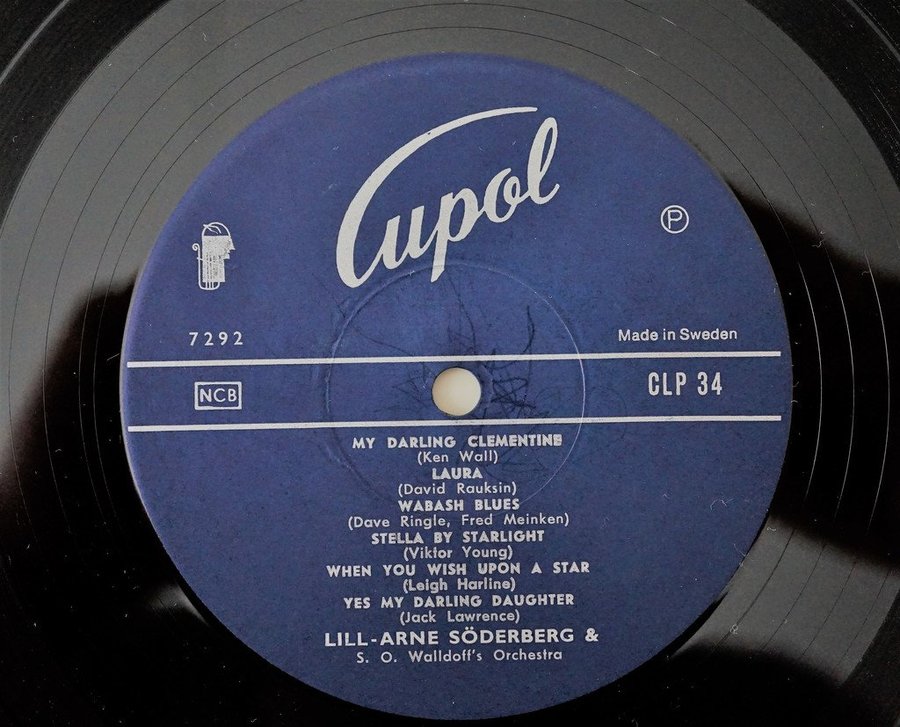 Cupol
Ⓟ
7292
Made in Sweden
NCB
CLP 34
MY DARLING CLEMENTINE
(Ken Wall)
LAURA
(David Rauksin)
WABASH BLUES
(Dave Ringle, Fred Meinken)
STELLA BY STARLIGHT
(Viktor Young)
WHEN YOU WISH UPON A STAR
(Leigh Harline)
YES MY DARLING DAUGHTER
(Jack Lawrence)
LILL-ARNE SÖDERBERG &
S. O. Walldoff's Orchestra